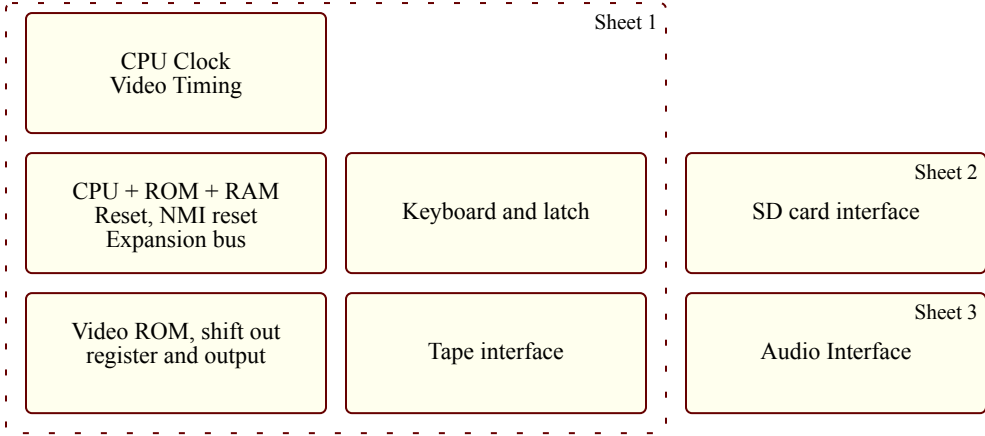 Sheet 1
CPU Clock
Video Timing
CPU + ROM + RAM
Reset, NMI reset
Expansion bus
Keyboard and latch
Sheet 2
SD card interface
Video ROM, shift out
register and output
Tape interface
Sheet 3
Audio Interface